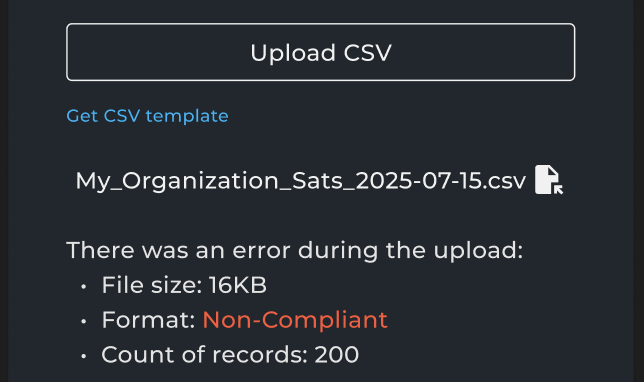 Upload CSV
Get CSV template
My_Organization_Sats_2025-07-15.csv
There was an error during the upload:
• File size: 16KB
• Format: Non-Compliant
• Count of records: 200